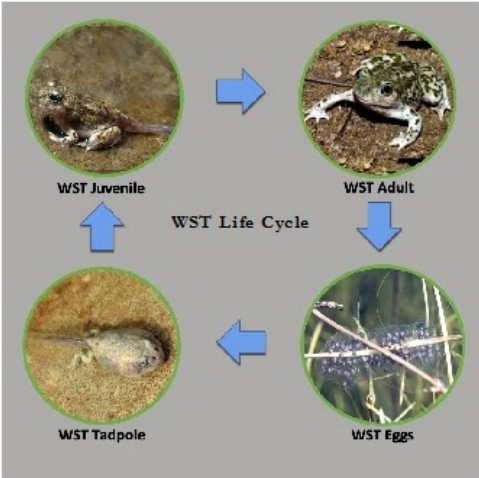 WST Juvenile
WST Adult
WST Life Cycle
WST Tadpole
WST Eggs